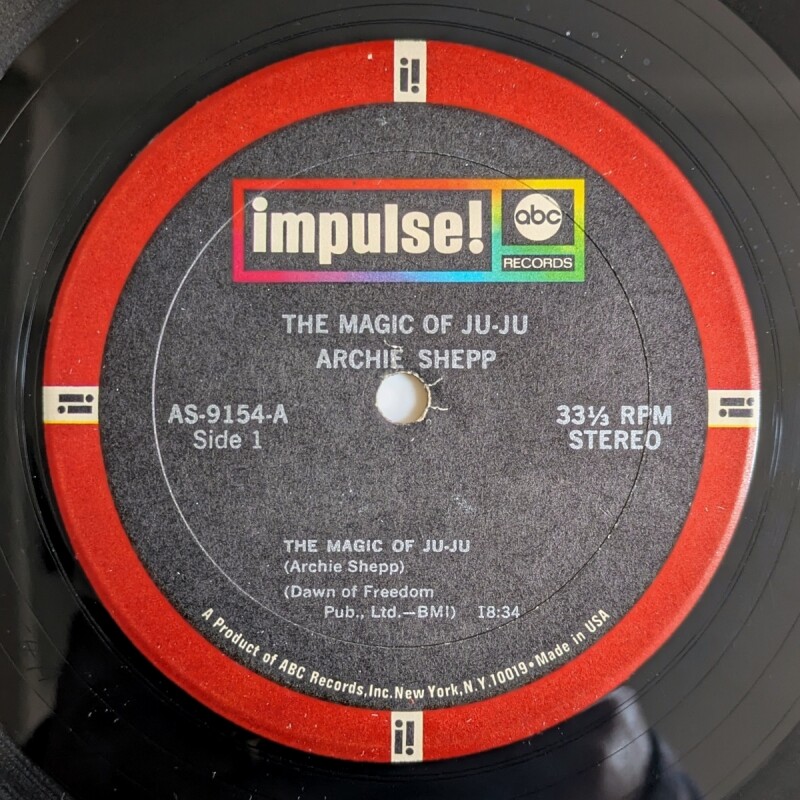 i!
impulse!
abc
RECORDS
THE MAGIC OF JU-JU
ARCHIE SHEPP
i!
i!
AS-9154-A
33⅓ RPM
Side 1
STEREO
THE MAGIC OF JU-JU
(Archie Shepp)
(Dawn of Freedom
Pub., Ltd.—BMI) 18:34
A Product of ABC Records, Inc. New York, N.Y. 10019 • Made in USA
i!